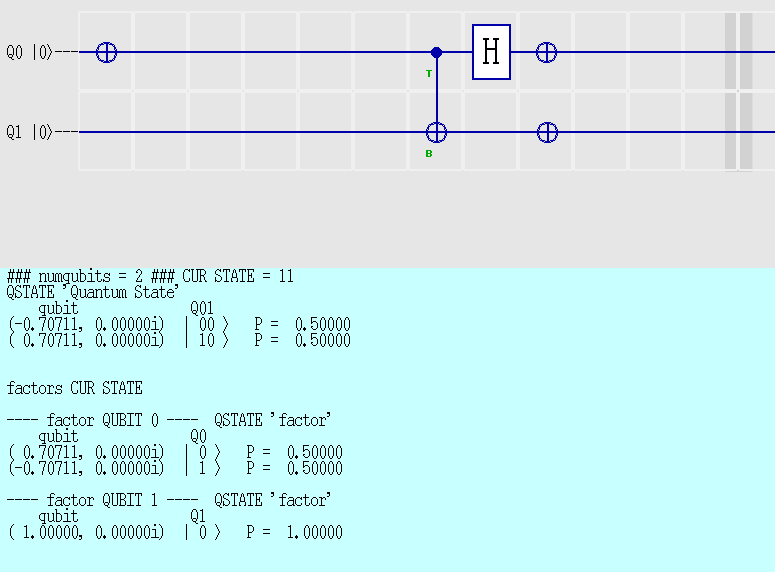 Q0 |0⟩---
H
T
Q1 |0⟩---
B
### numqubits = 2 ### CUR STATE = 11
QSTATE 'Quantum State'
qubit Q01
(-0.70711, 0.00000i) | 00 ⟩ P = 0.50000
( 0.70711, 0.00000i) | 10 ⟩ P = 0.50000
factors CUR STATE
---- factor QUBIT 0 ---- QSTATE 'factor'
qubit Q0
( 0.70711, 0.00000i) | 0 ⟩ P = 0.50000
(-0.70711, 0.00000i) | 1 ⟩ P = 0.50000
---- factor QUBIT 1 ---- QSTATE 'factor'
qubit Q1
( 1.00000, 0.00000i) | 0 ⟩ P = 1.00000